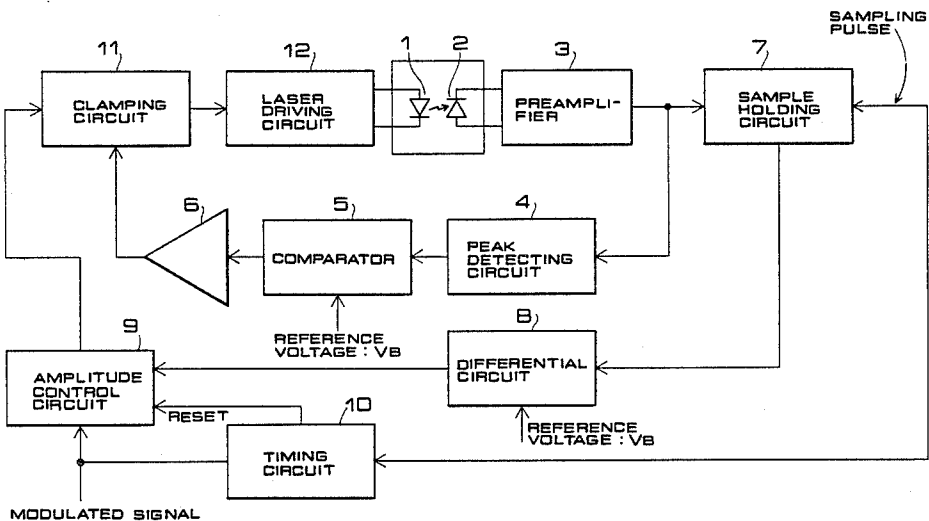 SAMPLING
PULSE
11
12
1
2
3
7
CLAMPING
CIRCUIT
LASER
DRIVING
CIRCUIT
PREAMPLI-
FIER
SAMPLE
HOLDING
CIRCUIT
6
5
4
COMPARATOR
PEAK
DETECTING
CIRCUIT
REFERENCE
VOLTAGE : VB
9
8
AMPLITUDE
CONTROL
CIRCUIT
DIFFERENTIAL
CIRCUIT
RESET
10
REFERENCE
VOLTAGE : VB
TIMING
CIRCUIT
MODULATED SIGNAL